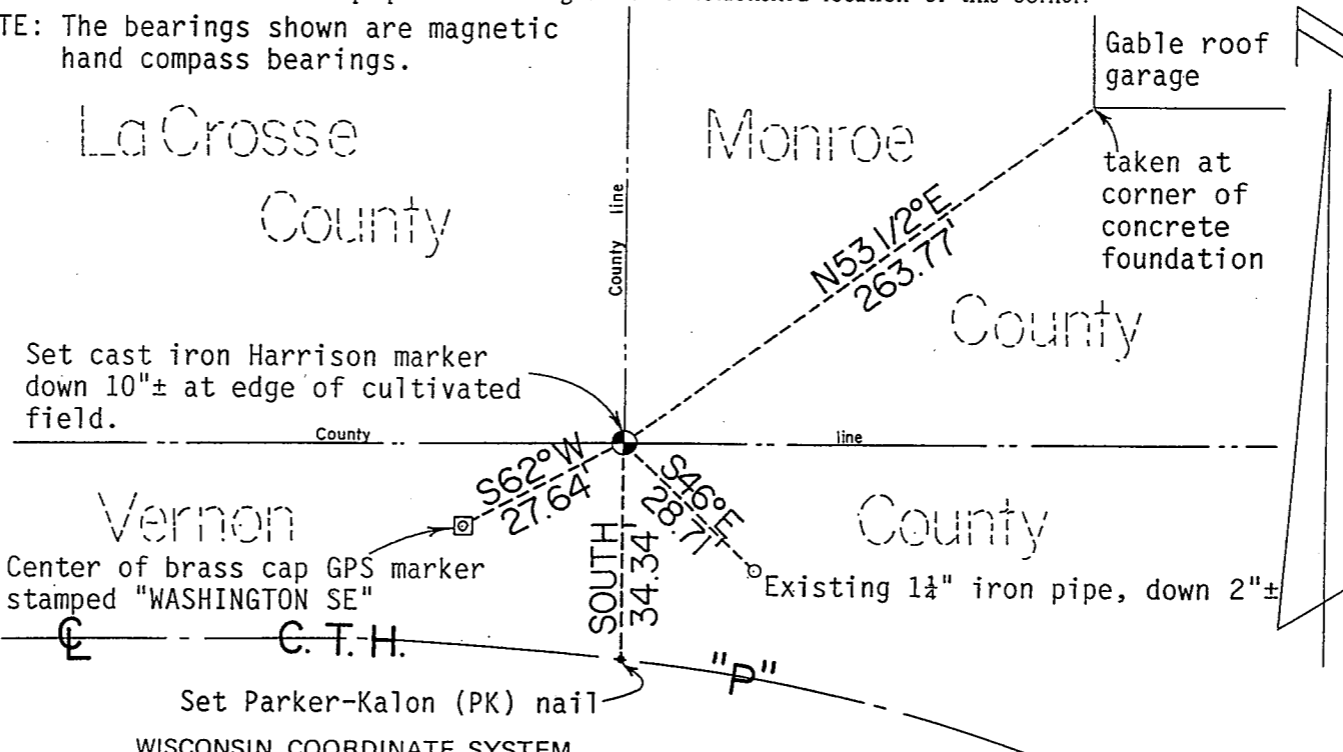 TE: The bearings shown are magnetic
hand compass bearings.
Gable roof
garage
La Crosse
County
Monroe
County
County line
taken at
corner of
concrete
foundation
N53 1/2°E
263.77'
Set cast iron Harrison marker
down 10"± at edge of cultivated
field.
County line
S62°W
27.64'
S46°E
28.71'
SOUTH
34.34'
Vernon
County
Center of brass cap GPS marker
stamped "WASHINGTON SE"
Existing 1¼" iron pipe, down 2"±
CL C. T. H. "P"
Set Parker-Kalon (PK) nail
WISCONSIN COORDINATE SYSTEM